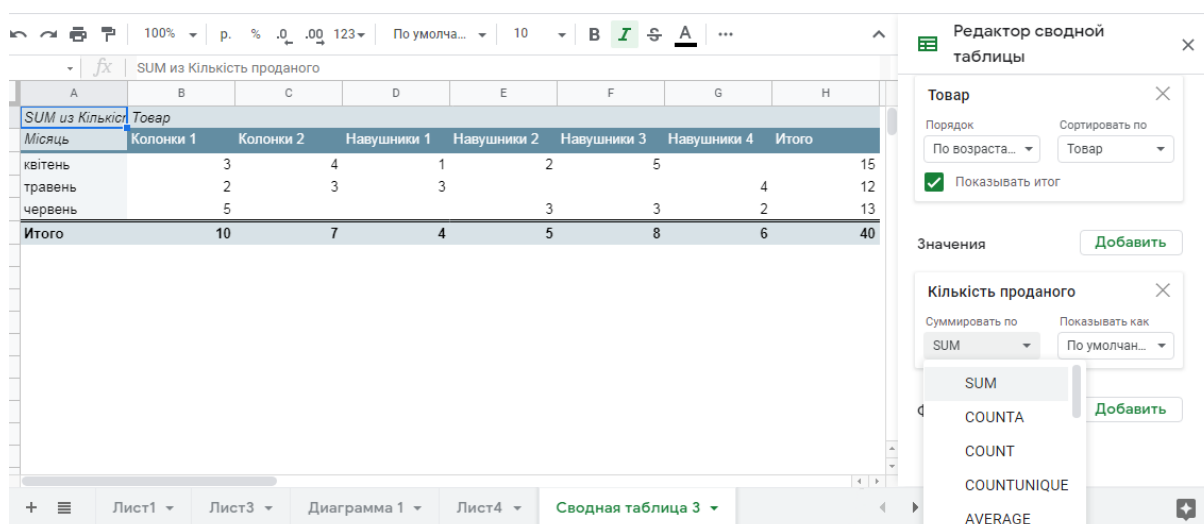 100% р. % .0 .00 123 По умолча... 10 B I S A ...
Редактор сводной таблицы
fx SUM из Кількість проданого
A B C D E F G H
SUM из Кількіст Товар
Місяць Колонки 1 Колонки 2 Навушники 1 Навушники 2 Навушники 3 Навушники 4 Итого
квітень 3 4 1 2 5 15
травень 2 3 3 4 12
червень 5 3 3 2 13
Итого 10 7 4 5 8 6 40
Товар
Порядок Сортировать по
По возраста... Товар
Показывать итог
Значения Добавить
Кількість проданого
Суммировать по Показывать как
SUM По умолчан...
SUM
Добавить
COUNTA
COUNT
COUNTUNIQUE
AVERAGE
Лист1 Лист3 Диаграмма 1 Лист4 Сводная таблица 3